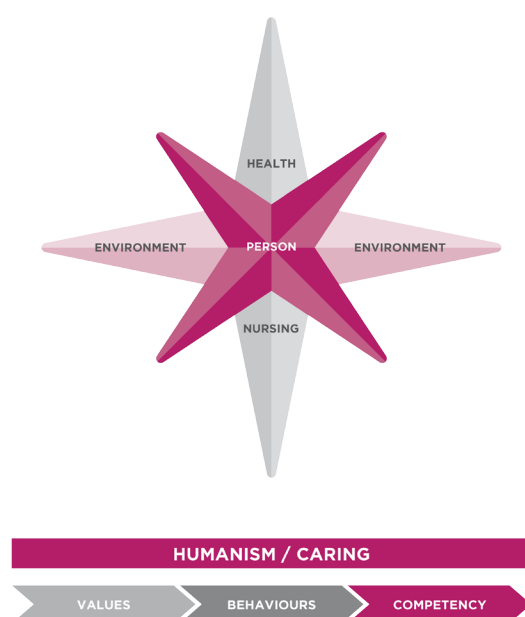 HEALTH
ENVIRONMENT PERSON ENVIRONMENT
NURSING
HUMANISM / CARING
VALUES BEHAVIOURS COMPETENCY